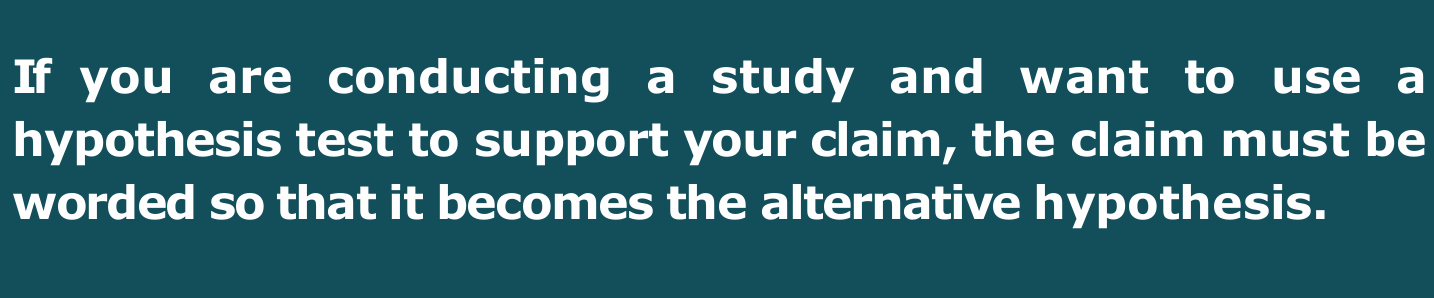 If you are conducting a study and want to use a
hypothesis test to support your claim, the claim must be
worded so that it becomes the alternative hypothesis.